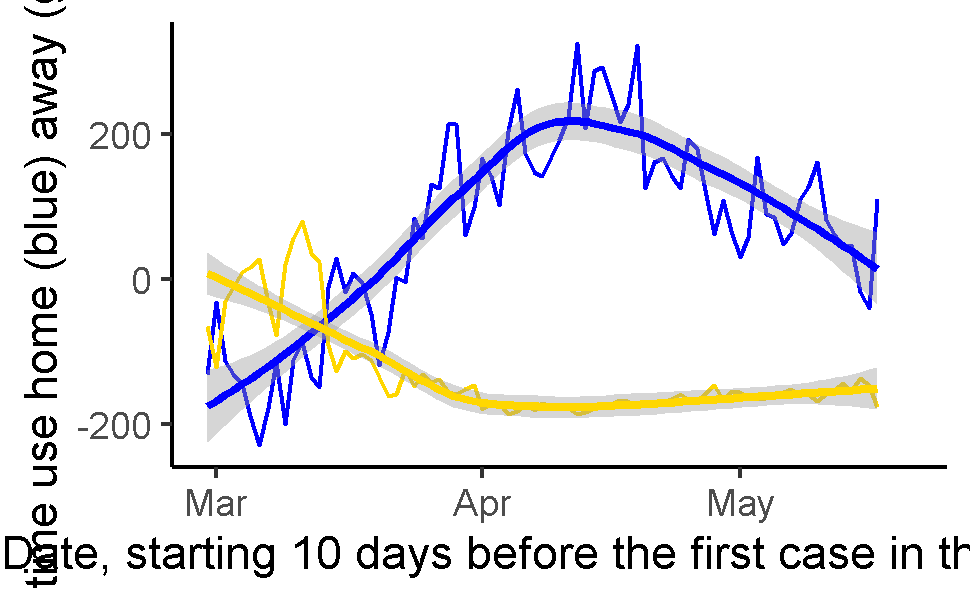 time use home (blue) away (
200
0
-200
Mar Apr May
Date, starting 10 days before the first case in th